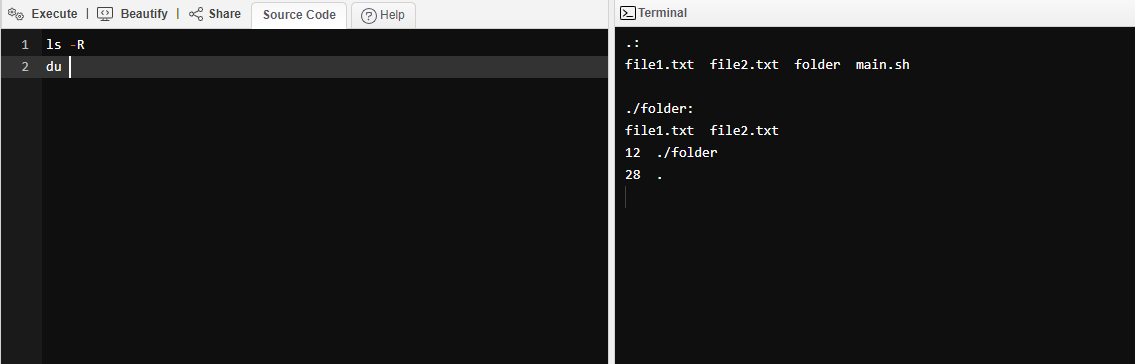 Execute | Beautify | Share Source Code Help
1 ls -R
2 du
Terminal
.:
file1.txt  file2.txt  folder  main.sh
./folder:
file1.txt  file2.txt
12  ./folder
28  .